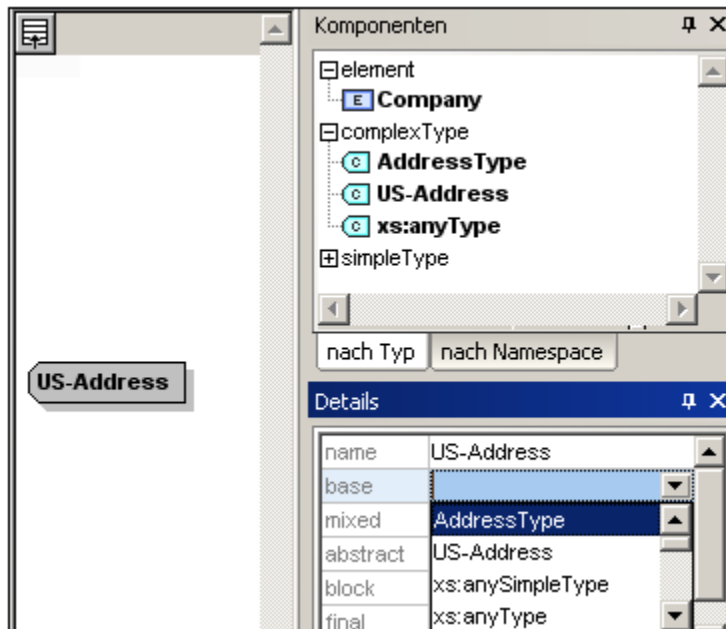 Komponenten
element
E Company
complexType
C AddressType
C US-Address
C xs:anyType
simpleType
nach Typ nach Namespace
US-Address
Details
name US-Address
base
mixed AddressType
abstract US-Address
block xs:anySimpleType
final xs:anyType